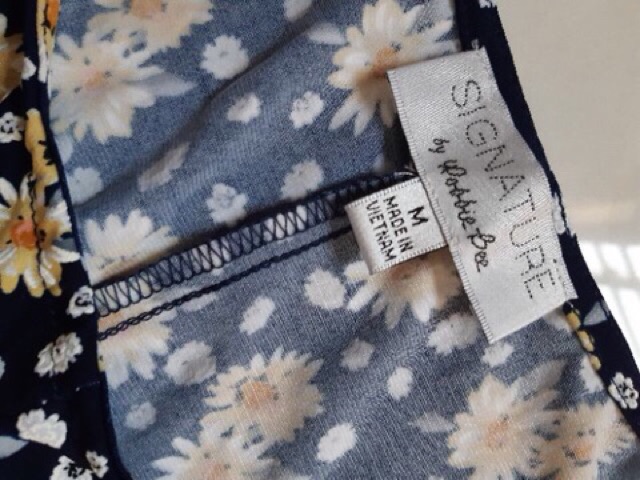 SIGNATURE
by Robbie Bee
M
MADE IN
VIETNAM